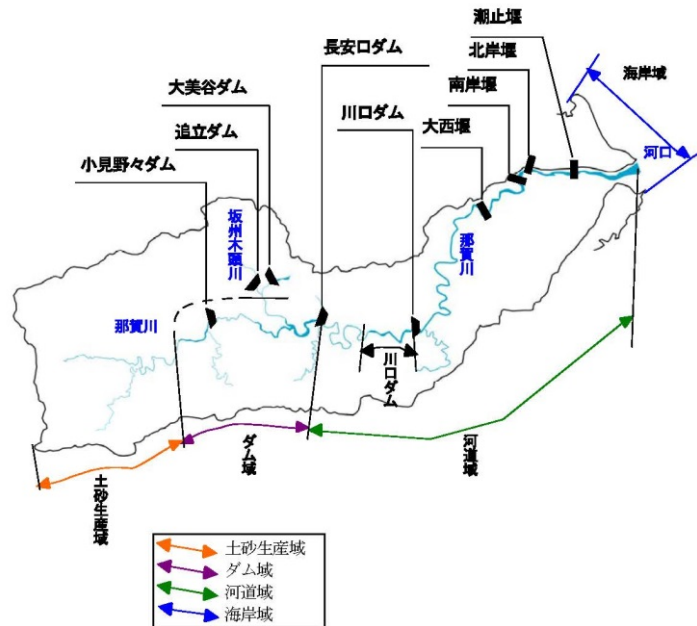 潮止堰
北岸堰
長安口ダム
海岸域
南岸堰
大美谷ダム
川口ダム
追立ダム
大西堰
河口
小見野々ダム
坂州木頭川
那賀川
那賀川
川口ダム
ダム域
河道域
土砂生産域
土砂生産域
ダム域
河道域
海岸域